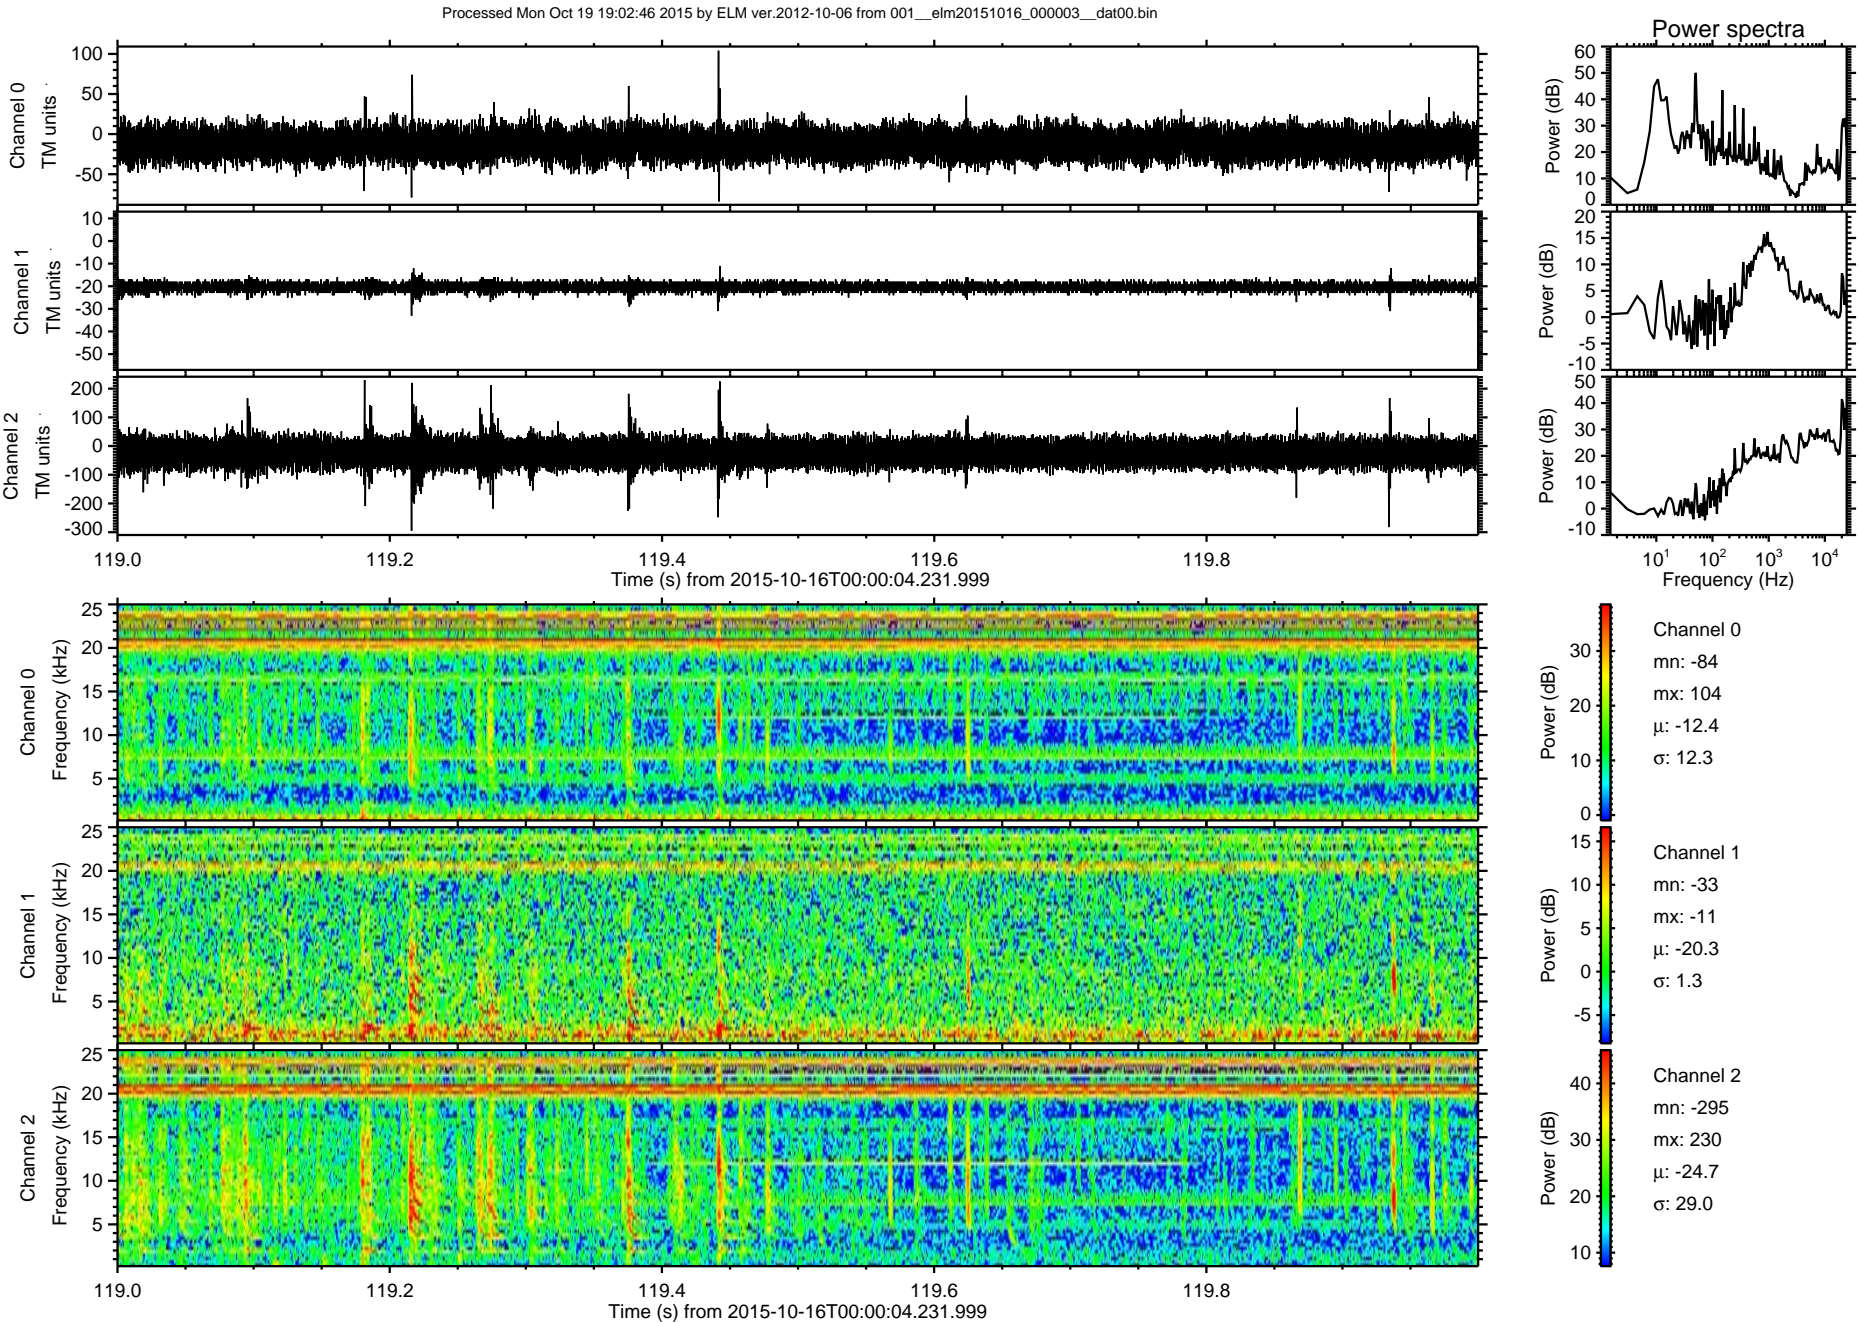 Processed Mon Oct 19 19:02:46 2015 by ELM ver.2012-10-06 from 001__elm20151016_000003__dat00.bin
Power spectra
Channel 0
TM units
100
50
0
-50
Power (dB)
60
50
40
30
20
10
0
Channel 1
TM units
10
0
-10
-20
-30
-40
-50
Power (dB)
20
15
10
5
0
-5
-10
Channel 2
TM units
200
100
0
-100
-200
-300
Power (dB)
50
40
30
20
10
0
-10
119.0 119.2 119.4 119.6 119.8
Time (s) from 2015-10-16T00:00:04.231.999
10¹ 10² 10³ 10⁴
Frequency (Hz)
Channel 0
Frequency (kHz)
25
20
15
10
5
Power (dB)
30
20
10
0
Channel 0
mn: -84
mx: 104
μ: -12.4
σ: 12.3
Channel 1
Frequency (kHz)
25
20
15
10
5
Power (dB)
15
10
5
0
-5
Channel 1
mn: -33
mx: -11
μ: -20.3
σ: 1.3
Channel 2
Frequency (kHz)
25
20
15
10
5
Power (dB)
40
30
20
10
Channel 2
mn: -295
mx: 230
μ: -24.7
σ: 29.0
119.0 119.2 119.4 119.6 119.8
Time (s) from 2015-10-16T00:00:04.231.999